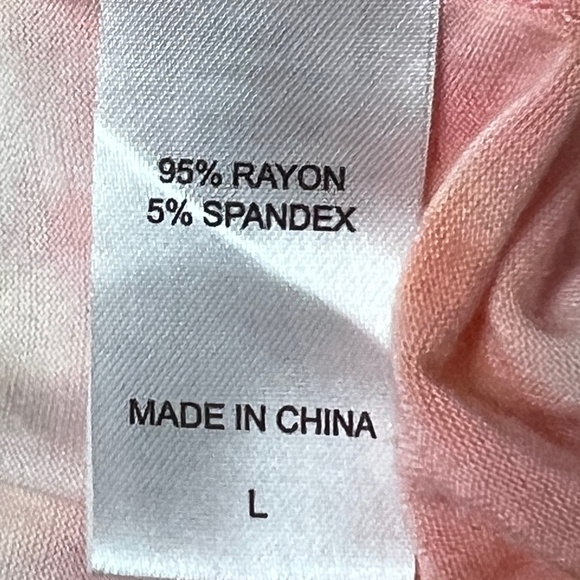 95% RAYON
5% SPANDEX
MADE IN CHINA
L